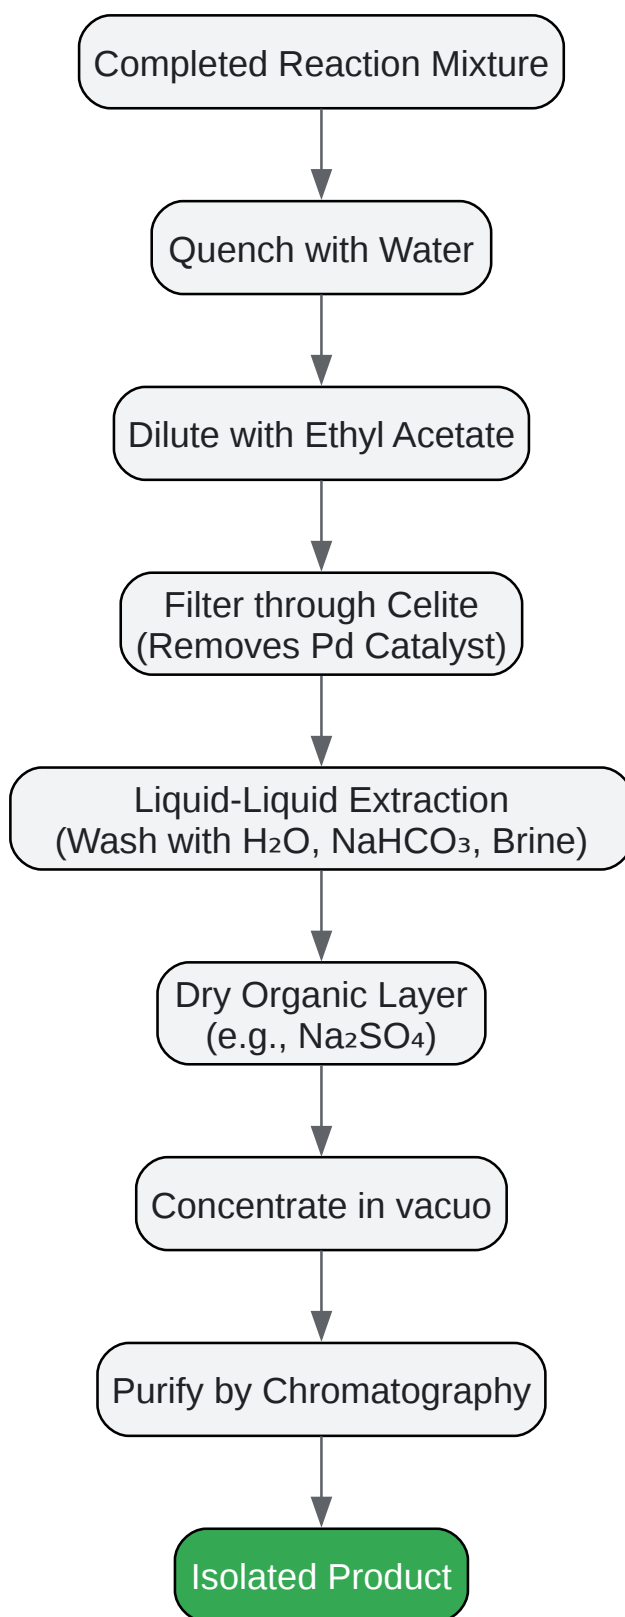 Completed Reaction Mixture
Quench with Water
Dilute with Ethyl Acetate
Filter through Celite
(Removes Pd Catalyst)
Liquid-Liquid Extraction
(Wash with H₂O, NaHCO₃, Brine)
Dry Organic Layer
(e.g., Na₂SO₄)
Concentrate in vacuo
Purify by Chromatography
Isolated Product